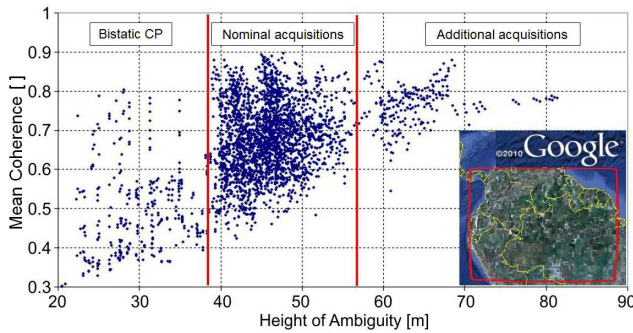 Bistatic CP
Nominal acquisitions
Additional acquisitions
Mean Coherence [ ]
1
0.9
0.8
0.7
0.6
0.5
0.4
0.3
20
30
40
50
60
70
80
90
Height of Ambiguity [m]
©2010 Google